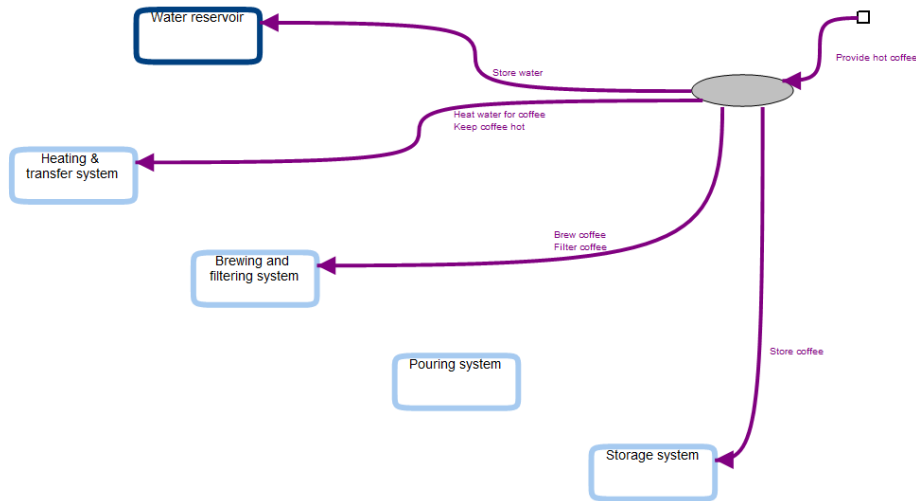 Water reservoir
Provide hot coffee
Store water
Heat water for coffee
Keep coffee hot
Heating &
transfer system
Brew coffee
Filter coffee
Brewing and
filtering system
Store coffee
Pouring system
Storage system